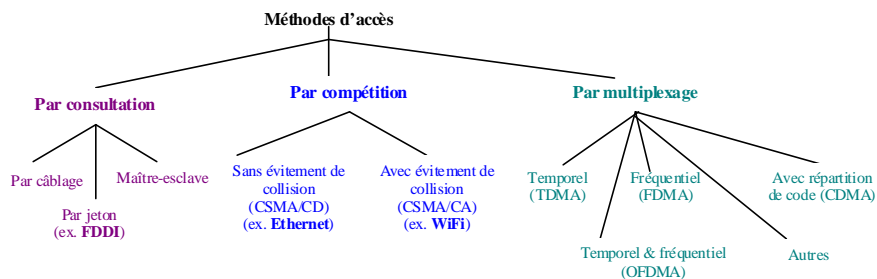 Méthodes d'accès
Par consultation
Par compétition
Par multiplexage
Par câblage
Maître-esclave
Par jeton
(ex. FDDI)
Sans évitement de
collision
(CSMA/CD)
(ex. Ethernet)
Avec évitement de
collision
(CSMA/CA)
(ex. WiFi)
Temporel
(TDMA)
Fréquentiel
(FDMA)
Avec répartition
de code (CDMA)
Temporel & fréquentiel
(OFDMA)
Autres